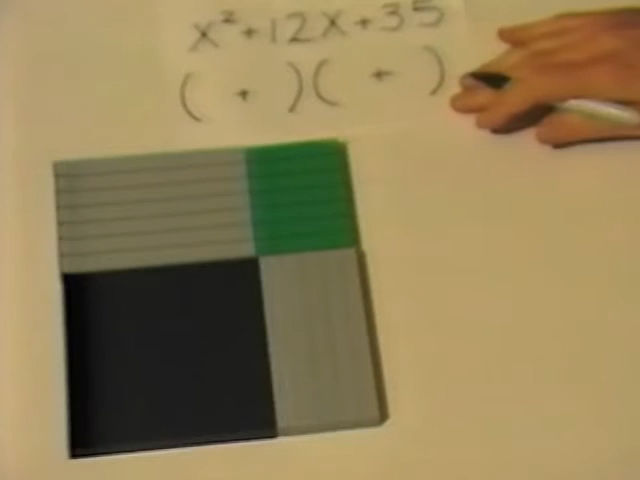 x²+12x+35
( + )( + )